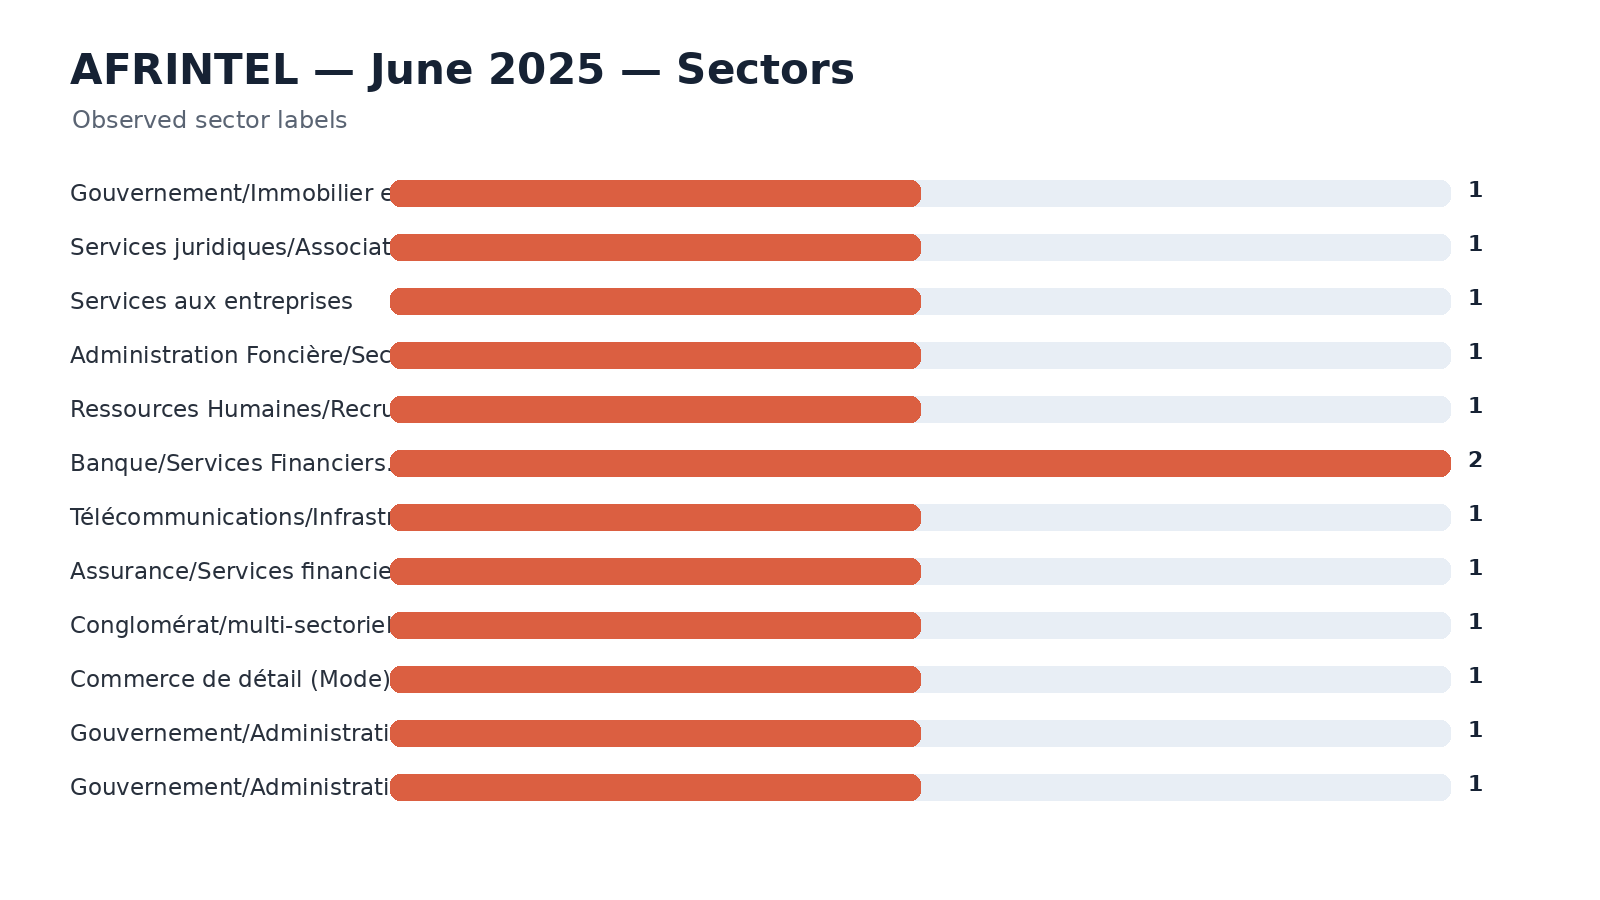 AFRINTEL — June 2025 — Sectors
Observed sector labels
Gouvernement/Immobilier e 1
Services juridiques/Associat 1
Services aux entreprises 1
Administration Foncière/Sec 1
Ressources Humaines/Recru 1
Banque/Services Financiers. 2
Télécommunications/Infrastr 1
Assurance/Services financie 1
Conglomérat/multi-sectoriel 1
Commerce de détail (Mode) 1
Gouvernement/Administrati 1
Gouvernement/Administrati 1